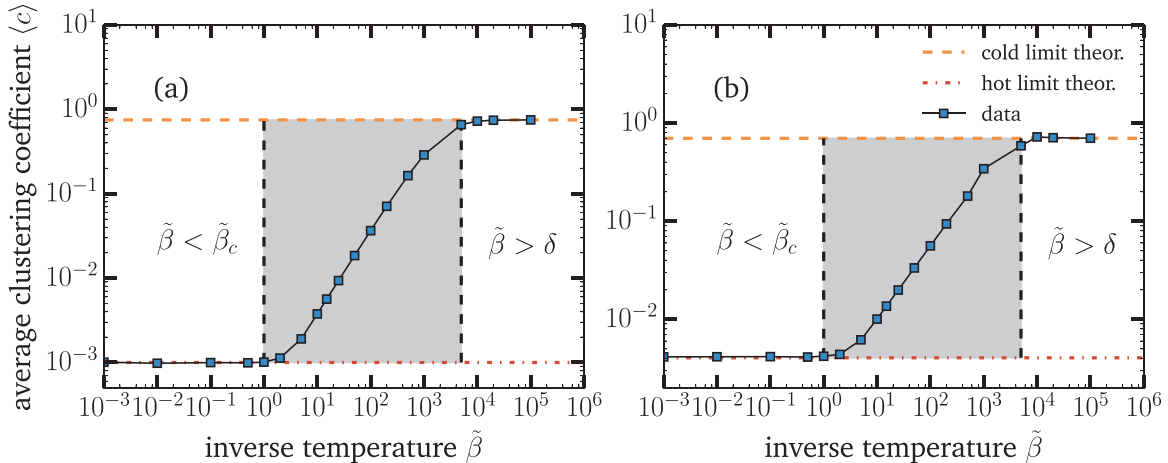 average clustering coefficient ⟨c⟩
10^1
10^0
10^{-1}
10^{-2}
10^{-3}
(a)
β̃ < β̃_c
β̃ > δ
10^{-3} 10^{-2} 10^{-1} 10^0 10^1 10^2 10^3 10^4 10^5 10^6
inverse temperature β̃
10^1
10^0
10^{-1}
10^{-2}
(b)
cold limit theor.
hot limit theor.
data
β̃ < β̃_c
β̃ > δ
10^{-3} 10^{-2} 10^{-1} 10^0 10^1 10^2 10^3 10^4 10^5 10^6
inverse temperature β̃